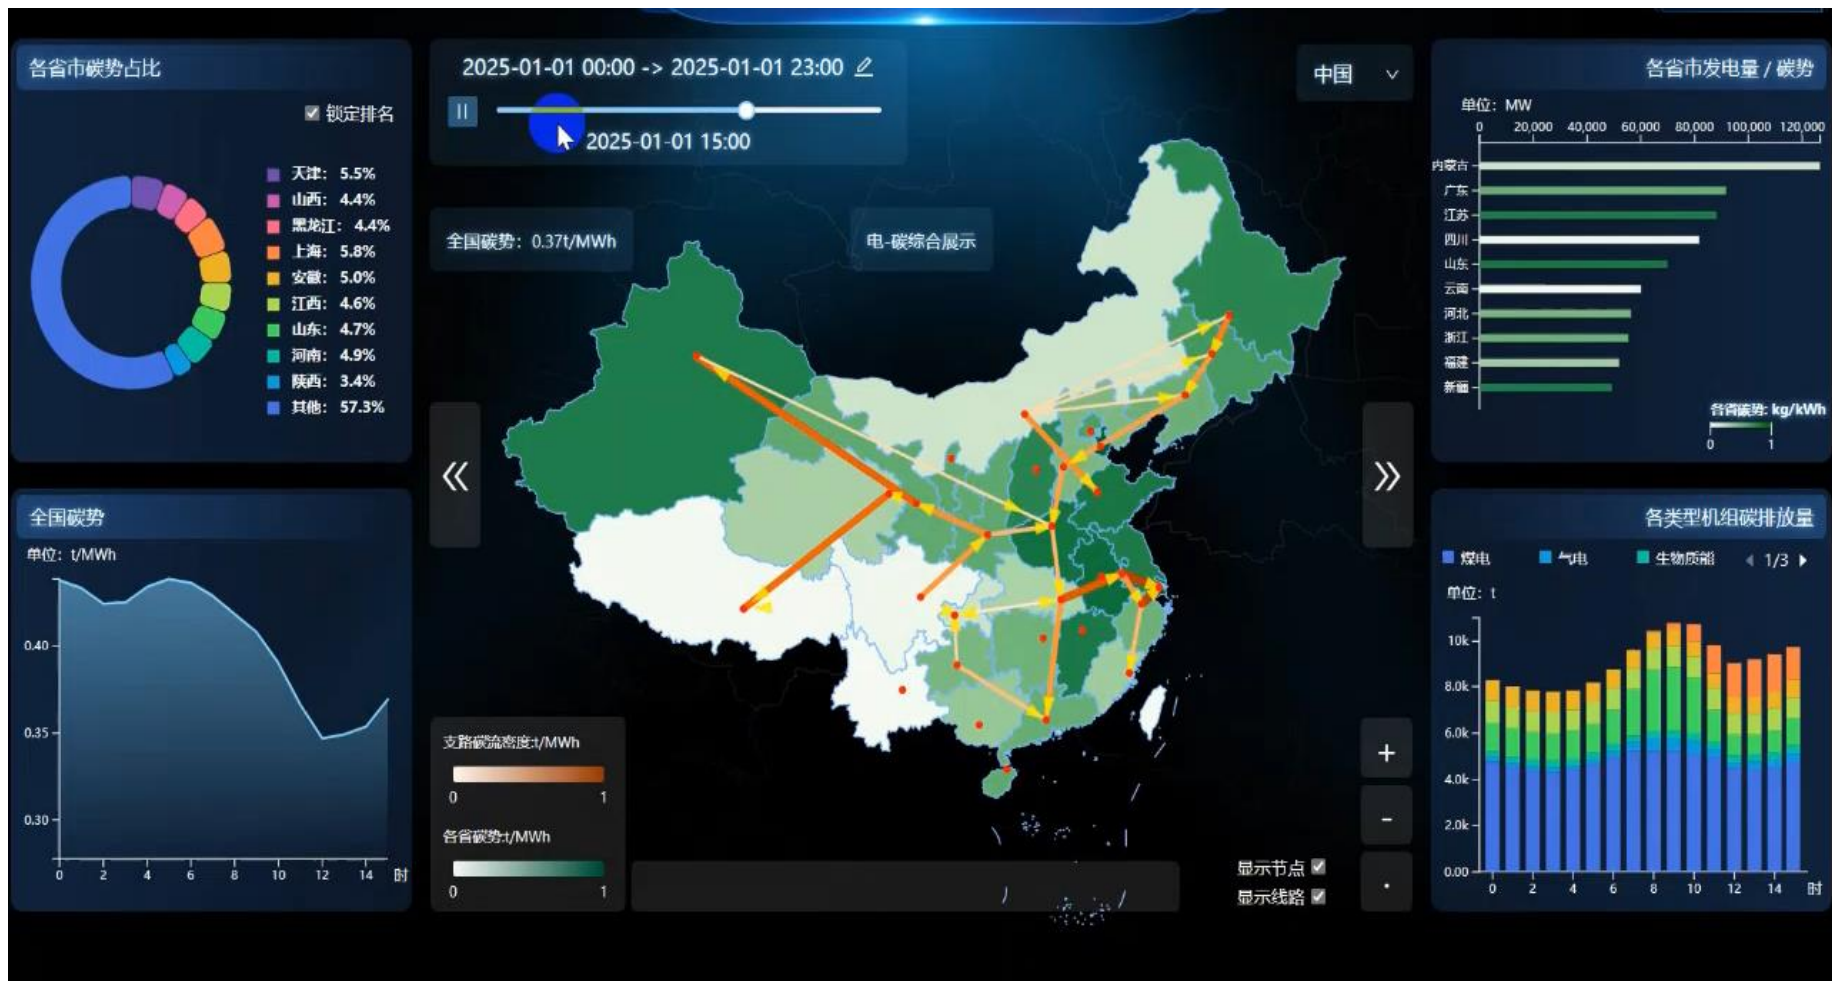 各省市碳势占比
锁定排名
天津: 5.5%
山西: 4.4%
黑龙江: 4.4%
上海: 5.8%
安徽: 5.0%
江西: 4.6%
山东: 4.7%
河南: 4.9%
陕西: 3.4%
其他: 57.3%
全国碳势
单位: t/MWh
0.40
0.35
0.30
0 2 4 6 8 10 12 14 时
2025-01-01 00:00 -> 2025-01-01 23:00
2025-01-01 15:00
中国
全国碳势: 0.37t/MWh
电-碳综合展示
«
»
支路碳流密度:t/MWh
0 1
各省碳势:t/MWh
0 1
+
-
·
显示节点
显示线路
各省市发电量 / 碳势
单位: MW
0 20,000 40,000 60,000 80,000 100,000 120,000
内蒙古
广东
江苏
四川
山东
云南
河北
浙江
福建
新疆
各省碳势: kg/kWh
0 1
各类型机组碳排放量
煤电 气电 生物质能 1/3
单位: t
10k
8.0k
6.0k
4.0k
2.0k
0.00
0 2 4 6 8 10 12 14 时